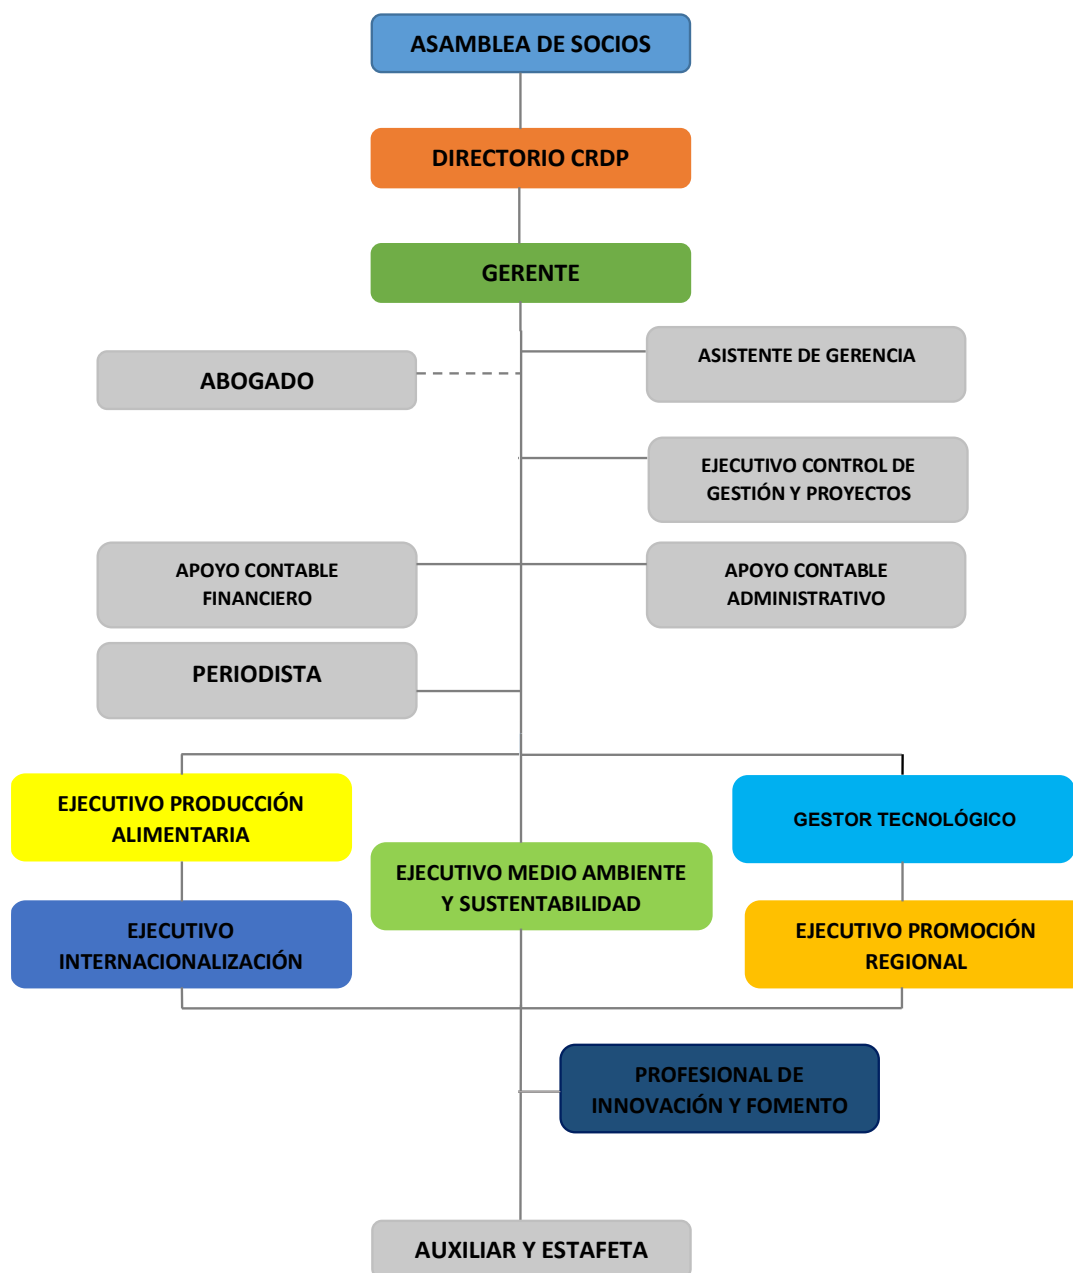 ASAMBLEA DE SOCIOS
DIRECTORIO CRDP
GERENTE
ASISTENTE DE GERENCIA
ABOGADO
EJECUTIVO CONTROL DE
GESTIÓN Y PROYECTOS
APOYO CONTABLE
FINANCIERO
APOYO CONTABLE
ADMINISTRATIVO
PERIODISTA
EJECUTIVO PRODUCCIÓN
ALIMENTARIA
GESTOR TECNOLÓGICO
EJECUTIVO MEDIO AMBIENTE
Y SUSTENTABILIDAD
EJECUTIVO
INTERNACIONALIZACIÓN
EJECUTIVO PROMOCIÓN
REGIONAL
PROFESIONAL DE
INNOVACIÓN Y FOMENTO
AUXILIAR Y ESTAFETA